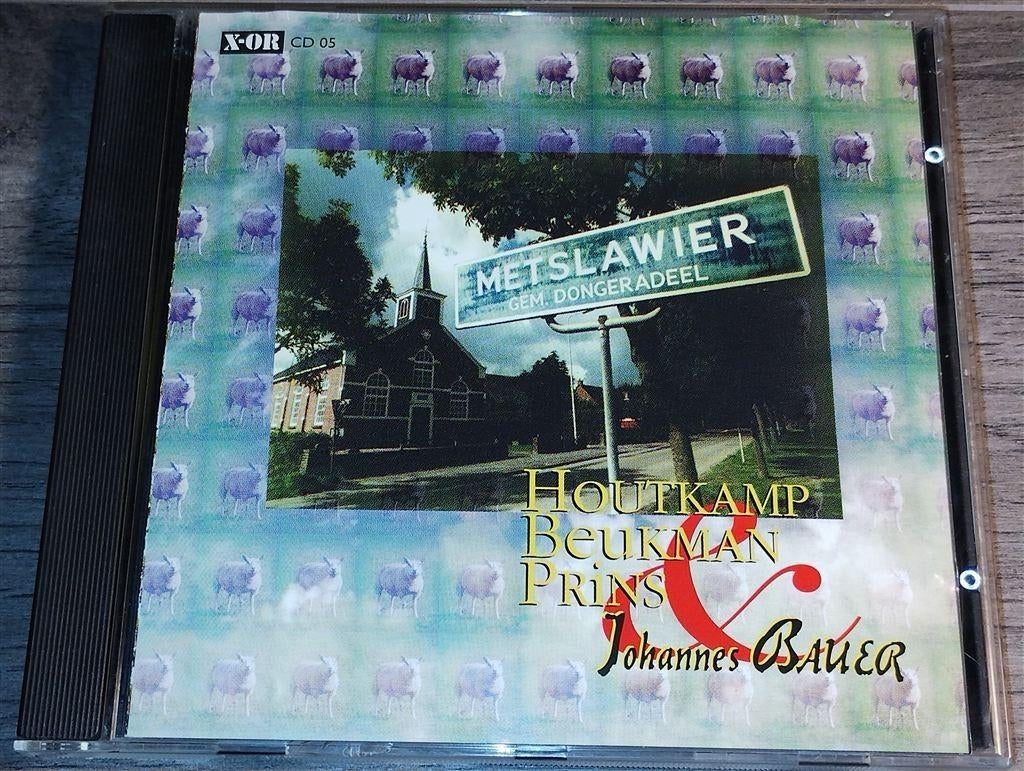 X-OR CD 05
METSLAWIER
GEM. DONGERADEEL
HOUTKAMP
BEUKMAN
PRINS
&
Johannes BAUER